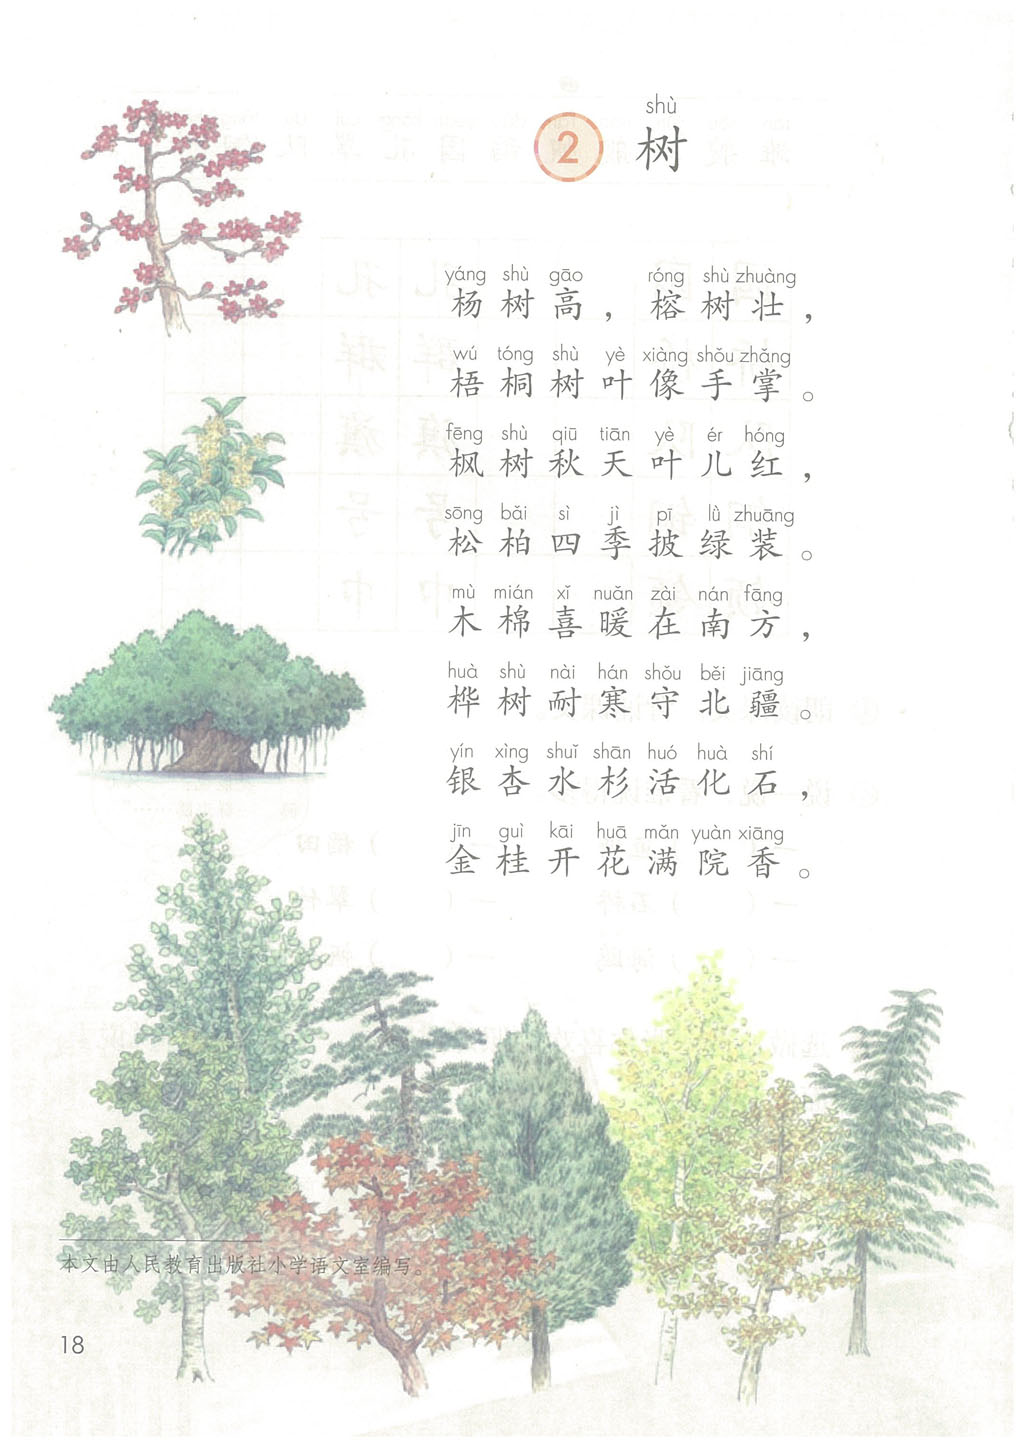 shù
2 树
yáng shù gāo róng shù zhuàng
杨树高，榕树壮，
wú tóng shù yè xiàng shǒu zhǎng
梧桐树叶像手掌。
fēng shù qiū tiān yè ér hóng
枫树秋天叶儿红，
sōng bǎi sì jì pī lǜ zhuāng
松柏四季披绿装。
mù mián xǐ nuǎn zài nán fāng
木棉喜暖在南方，
huà shù nài hán shǒu běi jiāng
桦树耐寒守北疆。
yín xìng shuǐ shān huó huà shí
银杏水杉活化石，
jīn guì kāi huā mǎn yuàn xiāng
金桂开花满院香。
本文由人民教育出版社小学语文室编写。
18